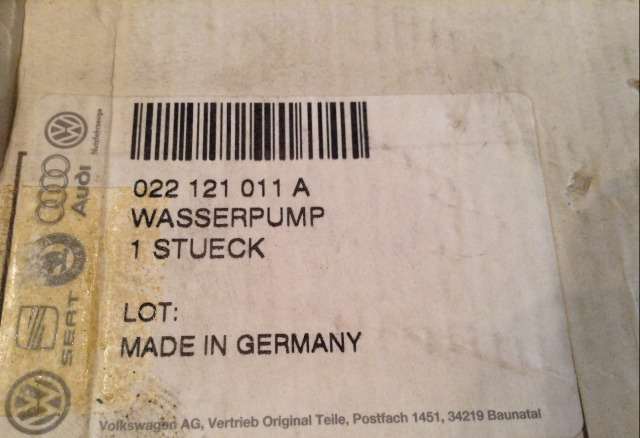 022 121 011 A
WASSERPUMP
1 STUECK
LOT:
MADE IN GERMANY
Volkswagen AG, Vertrieb Original Teile, Postfach 1451, 34219 Baunatal
Nutzfahrzeuge
Audi
SEAT